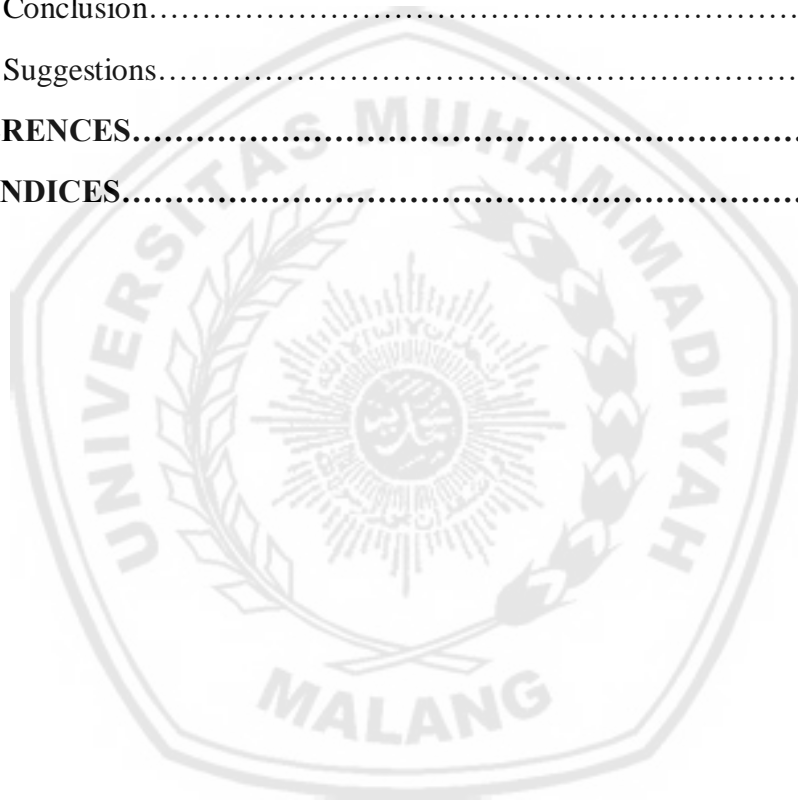 Conclusion……………………………………………………………………
Suggestions……………………………………………………………………
RENCES……………………………………………………………………
NDICES……………………………………………………………………
UNIVERSITAS MUHAMMADIYAH
MALANG